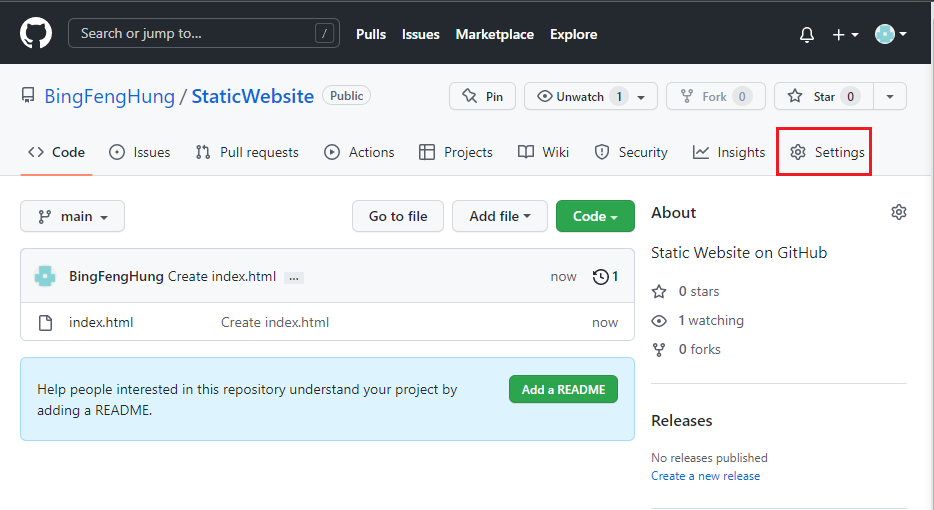 Search or jump to... /
Pulls Issues Marketplace Explore
BingFengHung / StaticWebsite Public
Pin
Unwatch 1
Fork 0
Star 0
Code Issues Pull requests Actions Projects Wiki Security Insights Settings
main
Go to file
Add file
Code
BingFengHung Create index.html ...
now 1
index.html Create index.html now
Help people interested in this repository understand your project by
adding a README.
Add a README
About
Static Website on GitHub
0 stars
1 watching
0 forks
Releases
No releases published
Create a new release